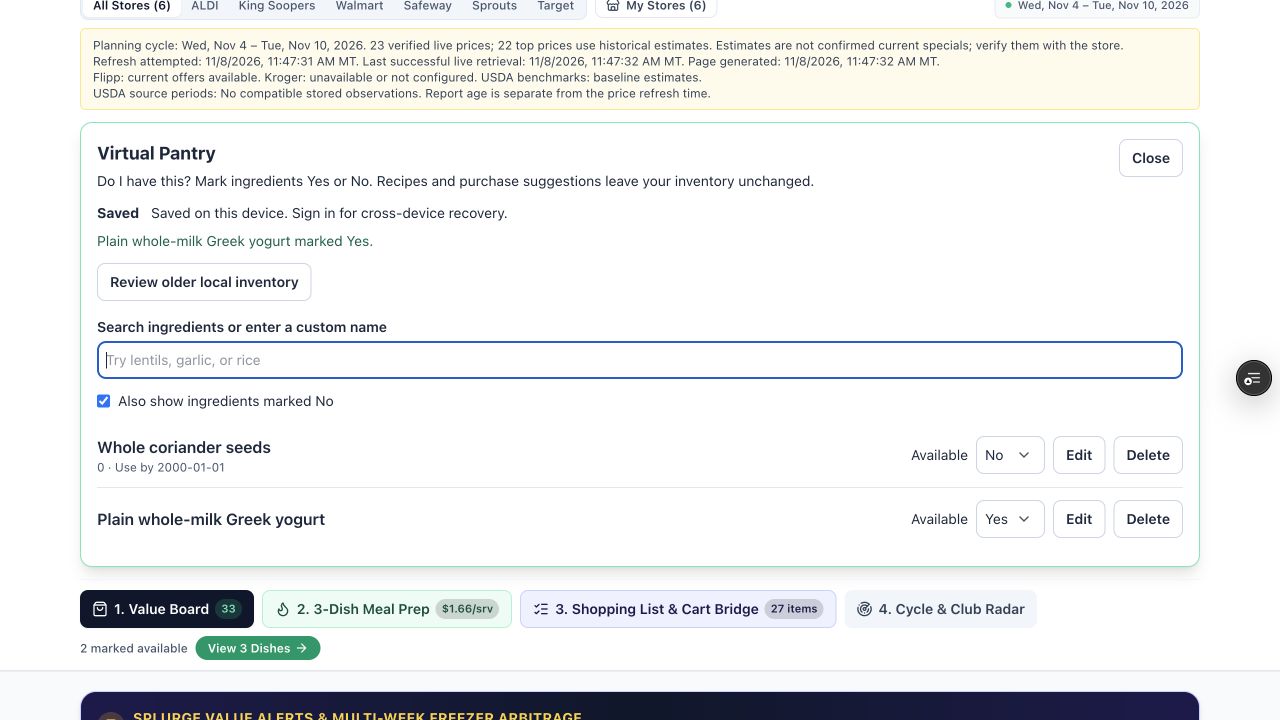 All Stores (6) ALDI King Soopers Walmart Safeway Sprouts Target My Stores (6) Wed, Nov 4 – Tue, Nov 10, 2026
Planning cycle: Wed, Nov 4 – Tue, Nov 10, 2026. 23 verified live prices; 22 top prices use historical estimates. Estimates are not confirmed current specials; verify them with the store.
Refresh attempted: 11/8/2026, 11:47:31 AM MT. Last successful live retrieval: 11/8/2026, 11:47:32 AM MT. Page generated: 11/8/2026, 11:47:32 AM MT.
Flipp: current offers available. Kroger: unavailable or not configured. USDA benchmarks: baseline estimates.
USDA source periods: No compatible stored observations. Report age is separate from the price refresh time.
Virtual Pantry
Close
Do I have this? Mark ingredients Yes or No. Recipes and purchase suggestions leave your inventory unchanged.
Saved Saved on this device. Sign in for cross-device recovery.
Plain whole-milk Greek yogurt marked Yes.
Review older local inventory
Search ingredients or enter a custom name
Try lentils, garlic, or rice
Also show ingredients marked No
Whole coriander seeds
0 · Use by 2000-01-01
Available No Edit Delete
Plain whole-milk Greek yogurt Available Yes Edit Delete
1. Value Board 33 2. 3-Dish Meal Prep $1.66/srv 3. Shopping List & Cart Bridge 27 items 4. Cycle & Club Radar
2 marked available View 3 Dishes →
SPLURGE VALUE ALERTS & MULTI-WEEK FREEZER ARBITRAGE